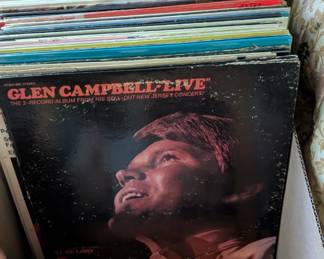 GLEN CAMPBELL "LIVE"
THE 2-RECORD ALBUM FROM HIS SOLD-OUT NEW JERSEY CONCERT!